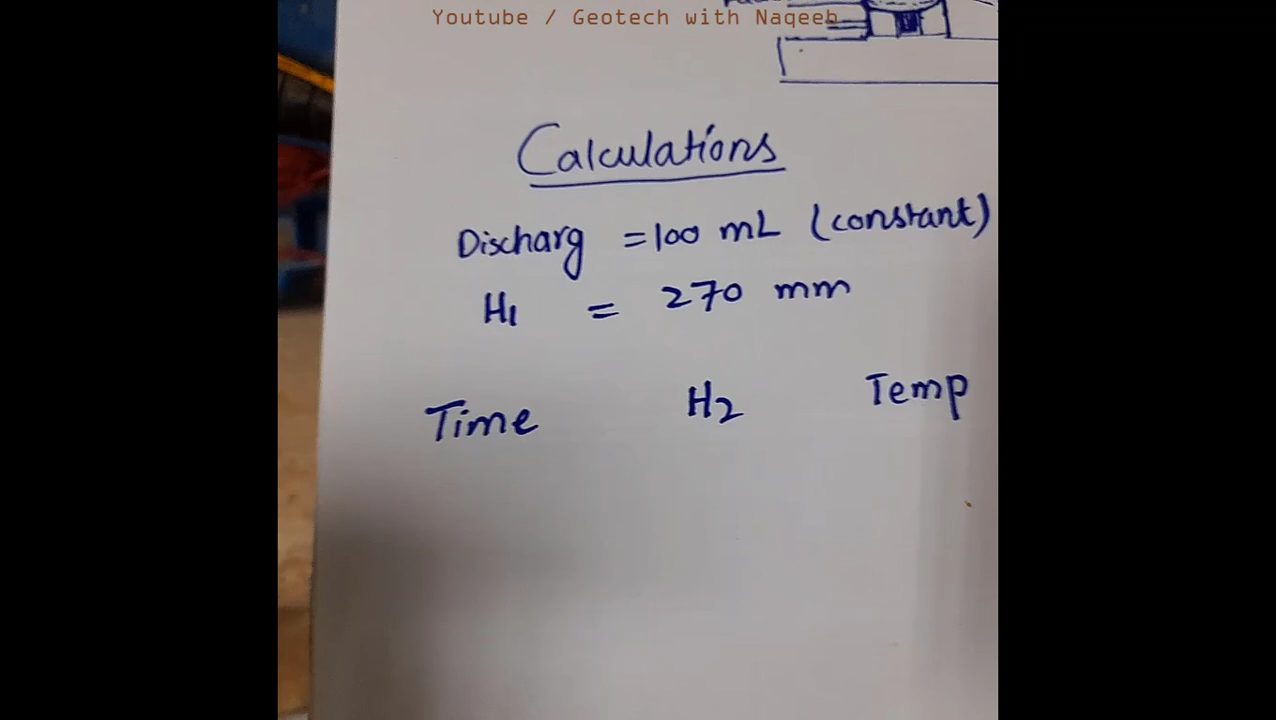 Youtube / Geotech with Naqeeb
Calculations
Discharg = 100 mL (constant)
H1 = 270 mm
Time H2 Temp